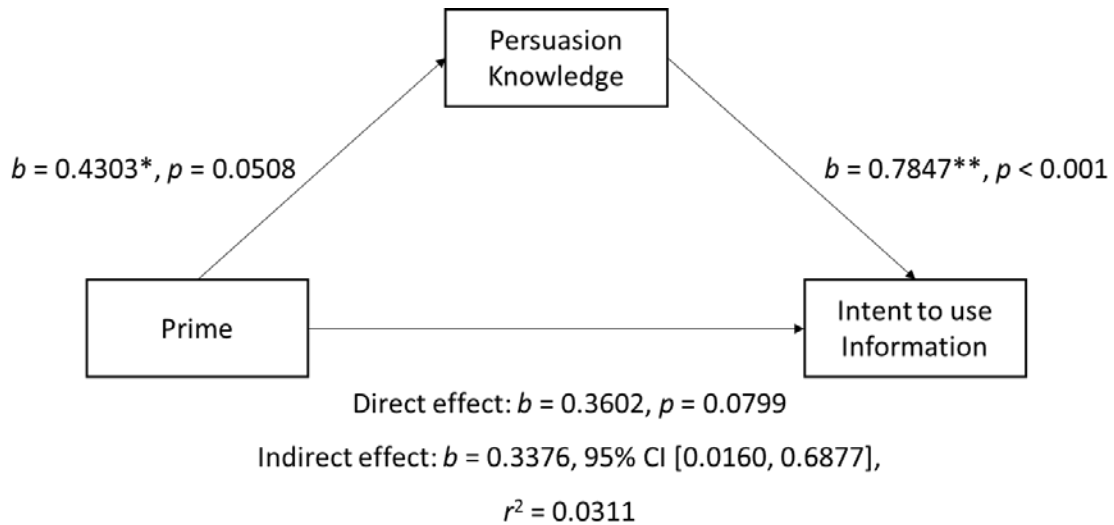 Persuasion
Knowledge
b = 0.4303*, p = 0.0508
b = 0.7847**, p < 0.001
Prime
Intent to use
Information
Direct effect: b = 0.3602, p = 0.0799
Indirect effect: b = 0.3376, 95% CI [0.0160, 0.6877],
r² = 0.0311